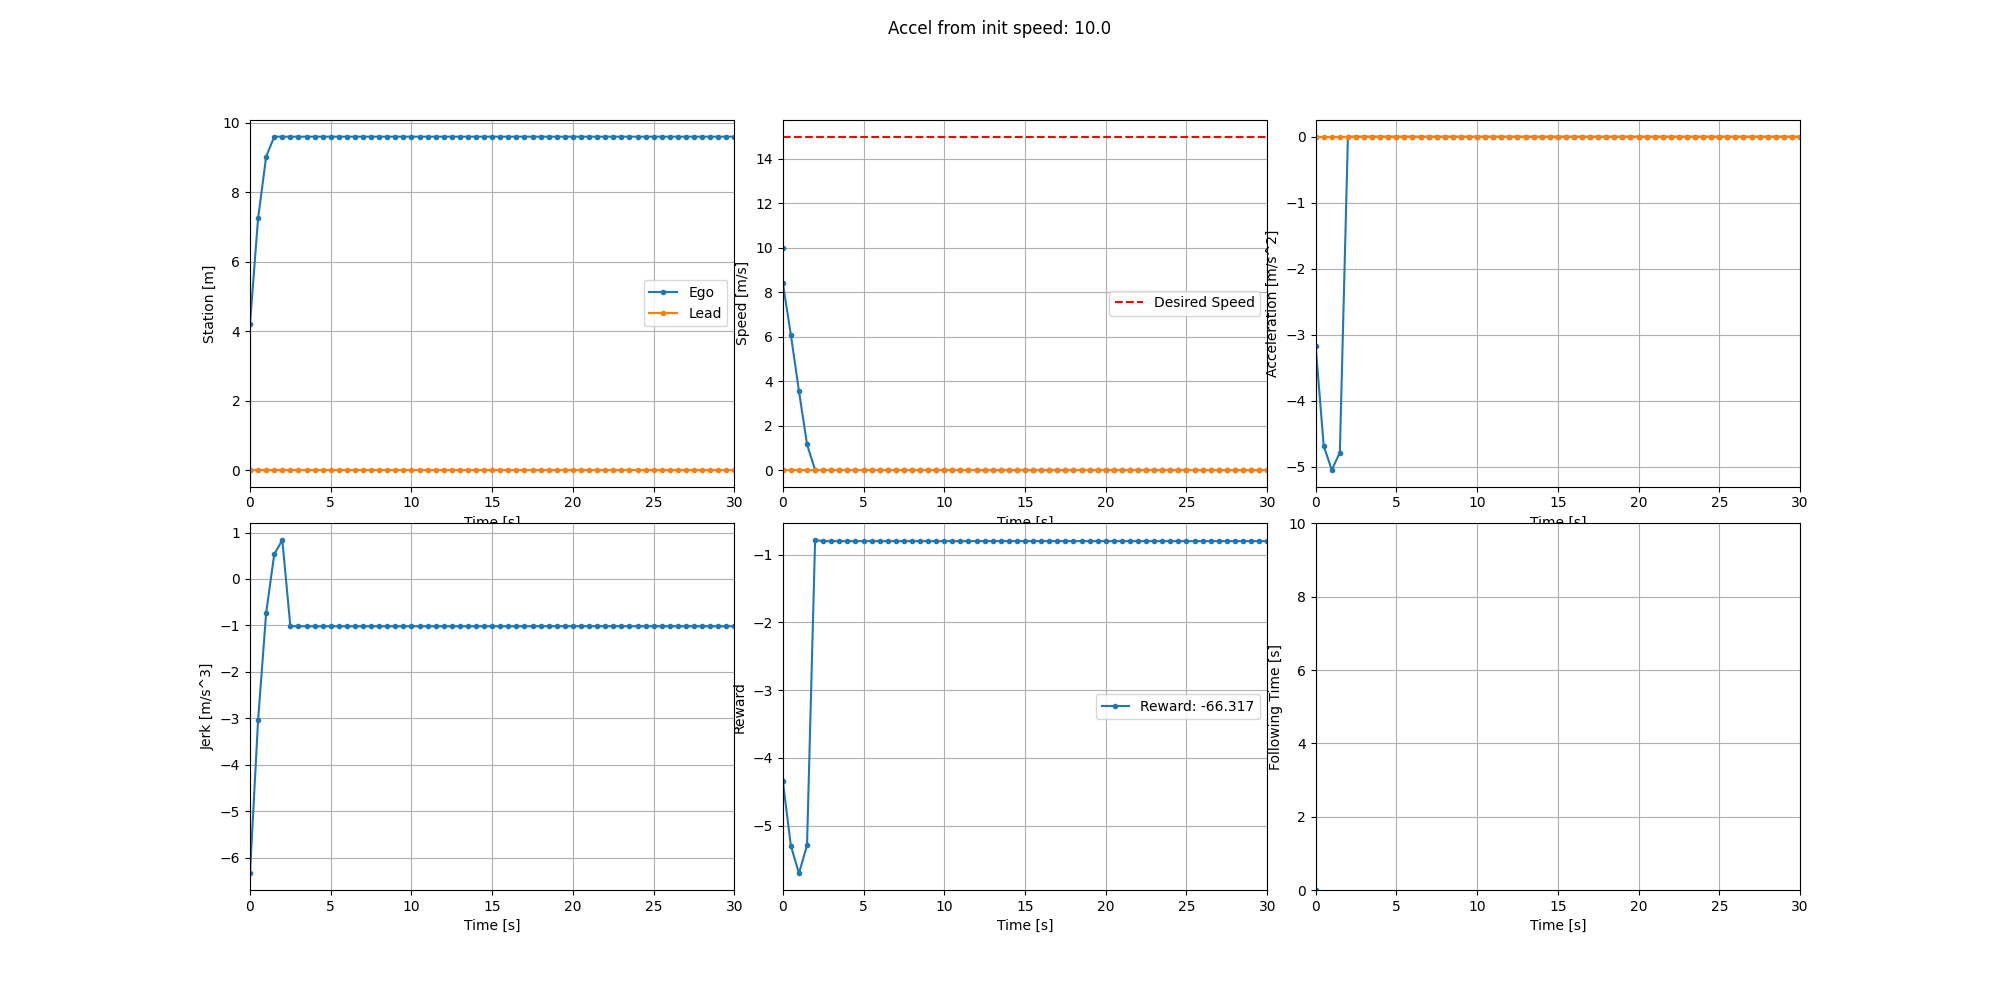 Accel from init speed: 10.0
Station [m]
10
8
6
4
2
0
Ego
Lead
0 5 10 15 20 25 30
Time [s]
Speed [m/s]
14
12
10
8
6
4
2
0
Desired Speed
0 5 10 15 20 25 30
Time [s]
Acceleration [m/s^2]
0
−1
−2
−3
−4
−5
0 5 10 15 20 25 30
Time [s]
Jerk [m/s^3]
1
0
−1
−2
−3
−4
−5
−6
0 5 10 15 20 25 30
Time [s]
Reward
−1
−2
−3
−4
−5
Reward: -66.317
0 5 10 15 20 25 30
Time [s]
Following Time [s]
10
8
6
4
2
0
0 5 10 15 20 25 30
Time [s]